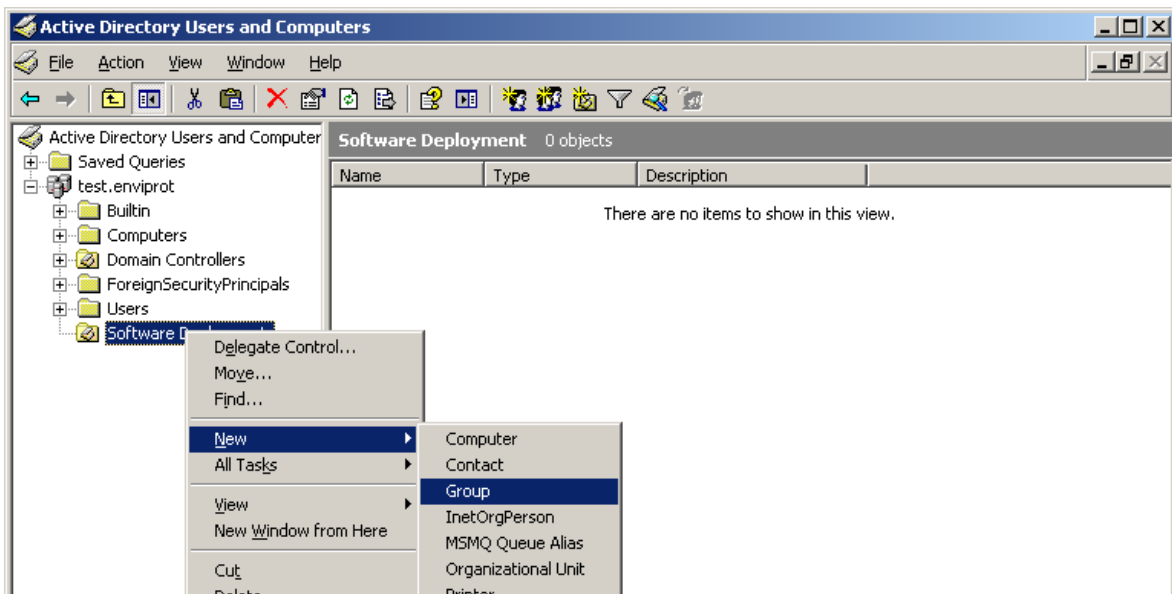 Active Directory Users and Computers
File Action View Window Help
Active Directory Users and Computer
Saved Queries
test.enviprot
Builtin
Computers
Domain Controllers
ForeignSecurityPrincipals
Users
Software
Software Deployment 0 objects
Name Type Description
There are no items to show in this view.
Delegate Control...
Move...
Find...
New
All Tasks
View
New Window from Here
Cut
Delete
Computer
Contact
Group
InetOrgPerson
MSMQ Queue Alias
Organizational Unit
Printer